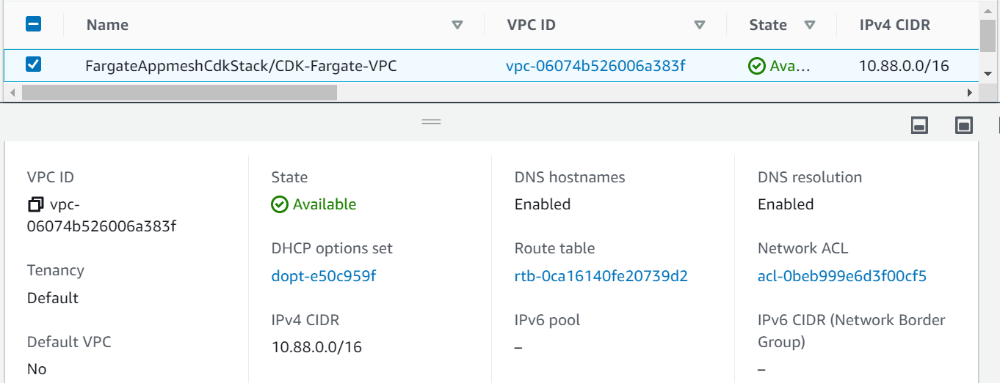 Name VPC ID State IPv4 CIDR
FargateAppmeshCdkStack/CDK-Fargate-VPC vpc-06074b526006a383f Ava... 10.88.0.0/16
VPC ID State DNS hostnames DNS resolution
vpc- Available Enabled Enabled
06074b526006a383f
DHCP options set Route table Network ACL
Tenancy
dopt-e50c959f rtb-0ca16140fe20739d2 acl-0beb999e6d3f00cf5
Default
IPv4 CIDR IPv6 pool IPv6 CIDR (Network Border
Default VPC Group)
10.88.0.0/16 –
No –